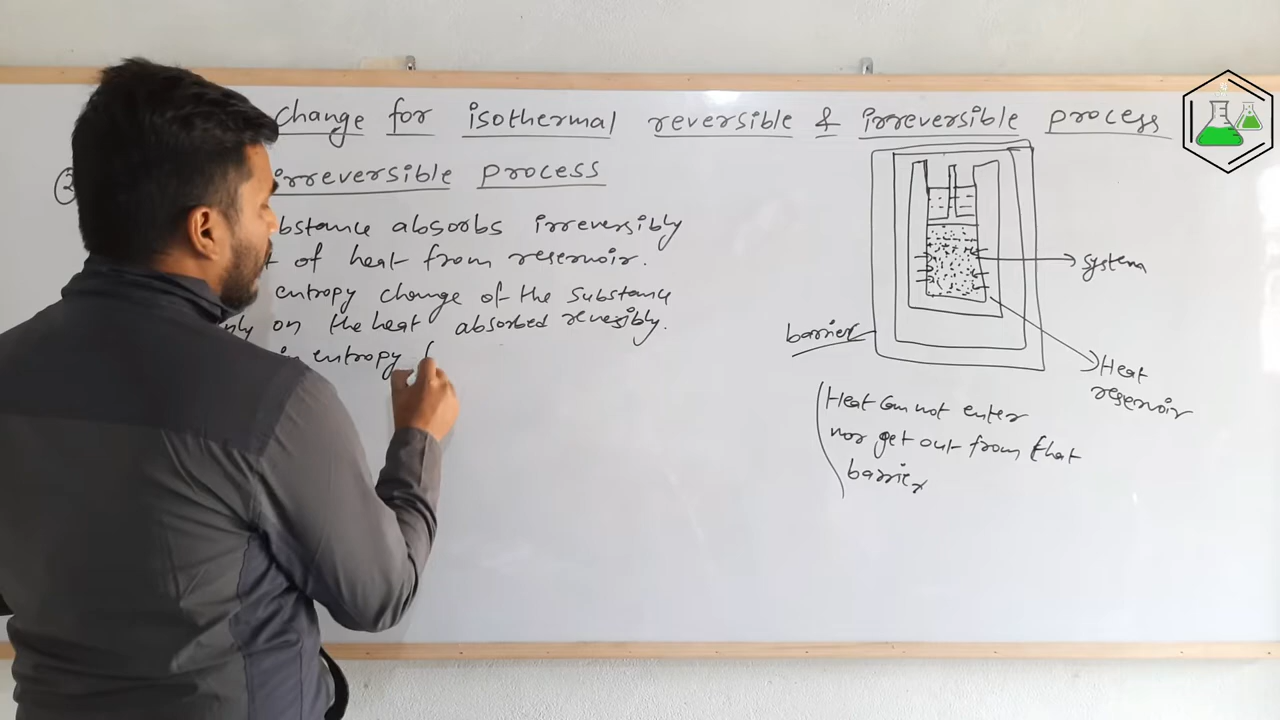 change for isothermal reversible & irreversible process
irreversible process
absorbs irreversibly
of heat from reservoir.
entropy change of the substance
on the heat absorbed reversibly.
in entropy (
system
barrier
Heat
reservoir
Heat can not enter
nor get out from that
barrier